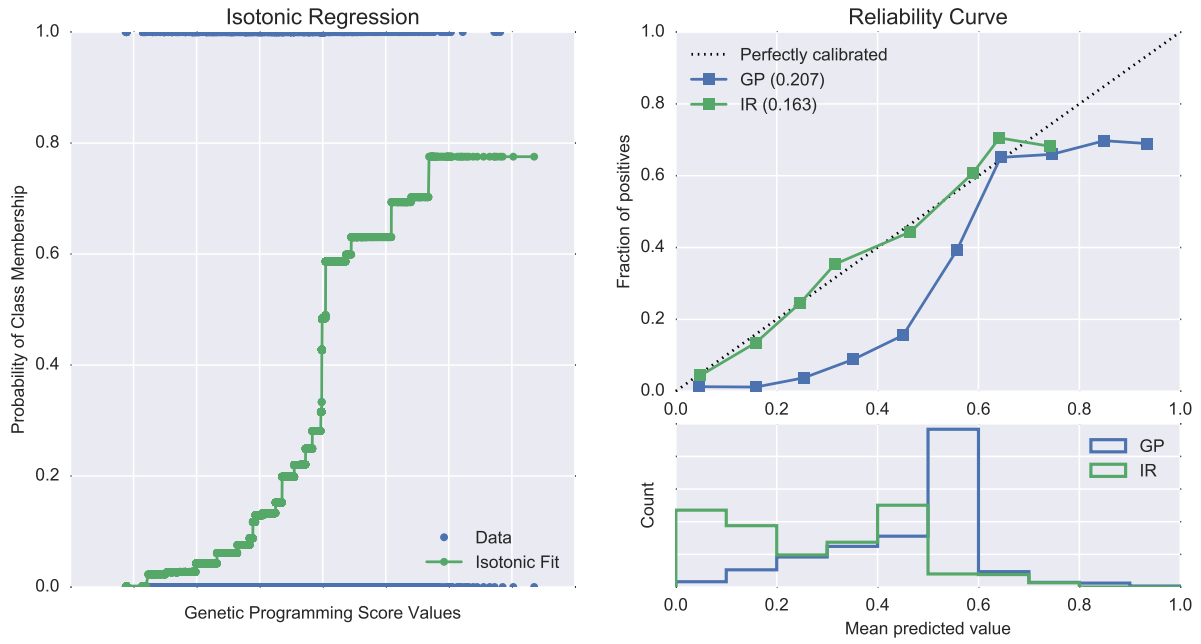 Isotonic Regression
1.0
0.8
0.6
0.4
0.2
0.0
Probability of Class Membership
Data
Isotonic Fit
Genetic Programming Score Values
Reliability Curve
1.0
0.8
0.6
0.4
0.2
0.0
Fraction of positives
Perfectly calibrated
GP (0.207)
IR (0.163)
0.0 0.2 0.4 0.6 0.8 1.0
Count
GP
IR
0.0 0.2 0.4 0.6 0.8 1.0
Mean predicted value